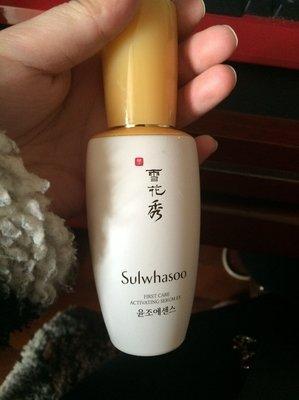 雪
花
秀
Sulwhasoo
FIRST CARE
ACTIVATING SERUM EX
윤조에센스